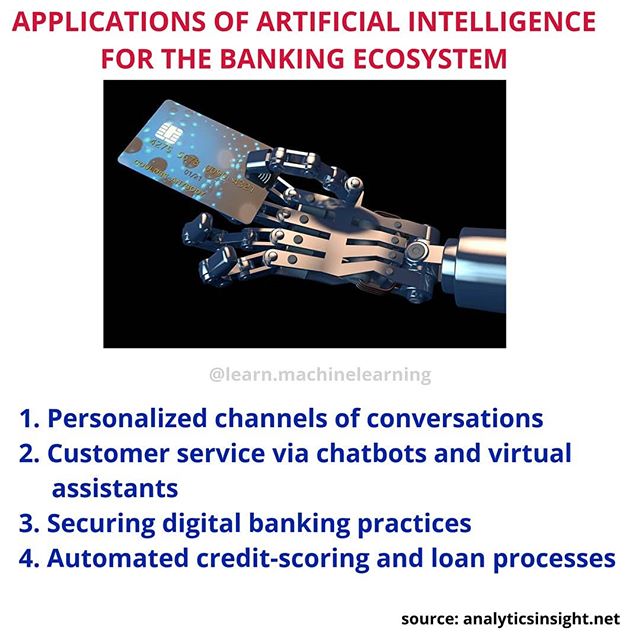 APPLICATIONS OF ARTIFICIAL INTELLIGENCE
FOR THE BANKING ECOSYSTEM
01/21
@learn.machinelearning
1. Personalized channels of conversations
2. Customer service via chatbots and virtual
assistants
3. Securing digital banking practices
4. Automated credit-scoring and loan processes
source: analyticsinsight.net